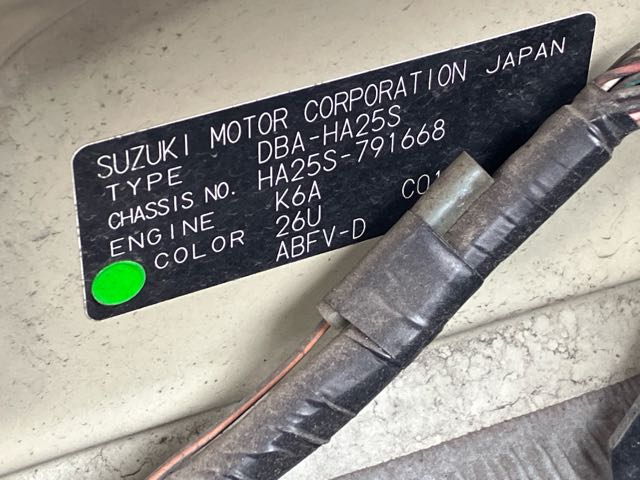 SUZUKI MOTOR CORPORATION JAPAN
TYPE DBA-HA25S
CHASSIS NO. HA25S-791668
ENGINE K6A
COLOR 26U
ABFV-D